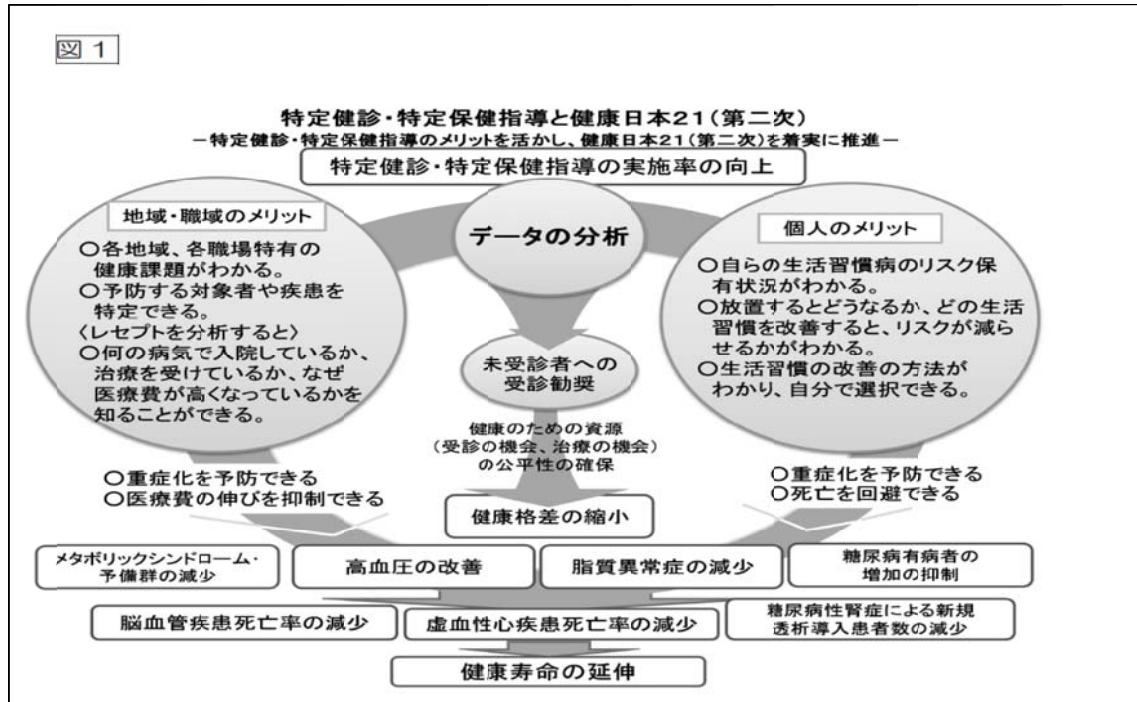 図1
特定健診・特定保健指導と健康日本21(第二次)
－特定健診・特定保健指導のメリットを活かし、健康日本21(第二次)を着実に推進－
特定健診・特定保健指導の実施率の向上
地域・職域のメリット
○各地域、各職場特有の
健康課題がわかる。
○予防する対象者や疾患を
特定できる。
〈レセプトを分析すると〉
○何の病気で入院しているか、
治療を受けているか、なぜ
医療費が高くなっているかを
知ることができる。
○重症化を予防できる
○医療費の伸びを抑制できる
データの分析
未受診者への
受診勧奨
健康のための資源
(受診の機会、治療の機会)
の公平性の確保
健康格差の縮小
個人のメリット
○自らの生活習慣病のリスク保
有状況がわかる。
○放置するとどうなるか、どの生活
習慣を改善すると、リスクが減ら
せるかがわかる。
○生活習慣の改善の方法が
わかり、自分で選択できる。
○重症化を予防できる
○死亡を回避できる
メタボリックシンドローム・
予備群の減少
高血圧の改善
脂質異常症の減少
糖尿病有病者の
増加の抑制
脳血管疾患死亡率の減少
虚血性心疾患死亡率の減少
糖尿病性腎症による新規
透析導入患者数の減少
健康寿命の延伸